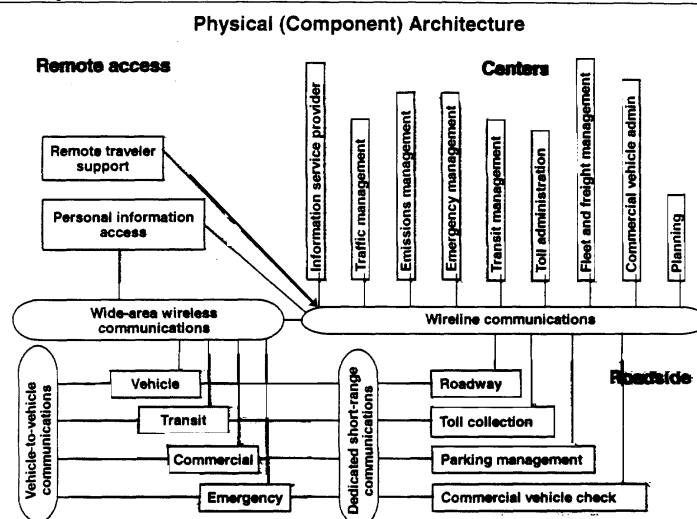 Physical (Component) Architecture
Remote access
Centers
Remote traveler
support
Personal information
access
Information service provider
Traffic management
Emissions management
Emergency management
Transit management
Toll administration
Fleet and freight management
Commercial vehicle admin
Planning
Wide-area wireless
communications
Wireline communications
Roadside
Vehicle-to-vehicle
communications
Vehicle
Transit
Commercial
Emergency
Dedicated short-range
communications
Roadway
Toll collection
Parking management
Commercial vehicle check